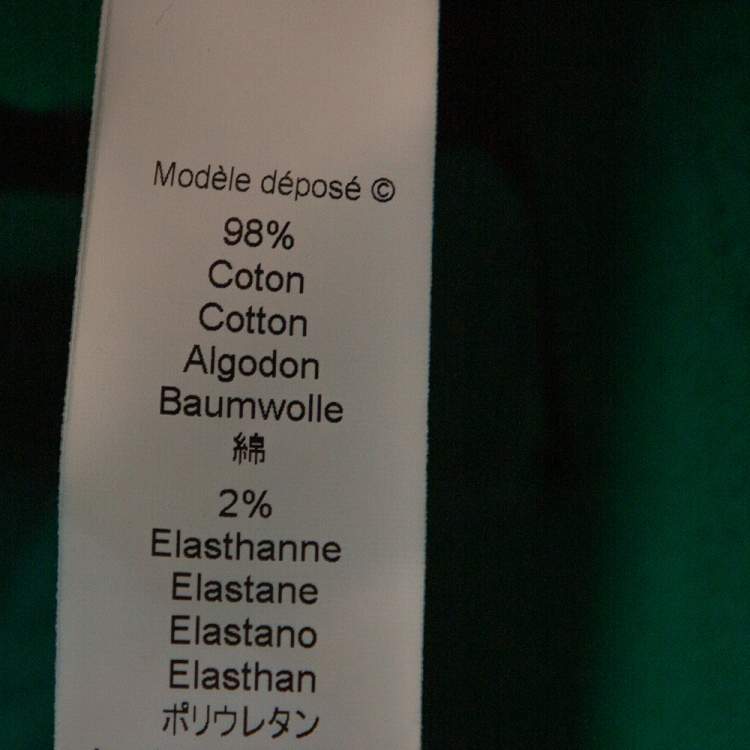 Modèle déposé ©
98%
Coton
Cotton
Algodon
Baumwolle
綿
2%
Elasthanne
Elastane
Elastano
Elasthan
ポリウレタン